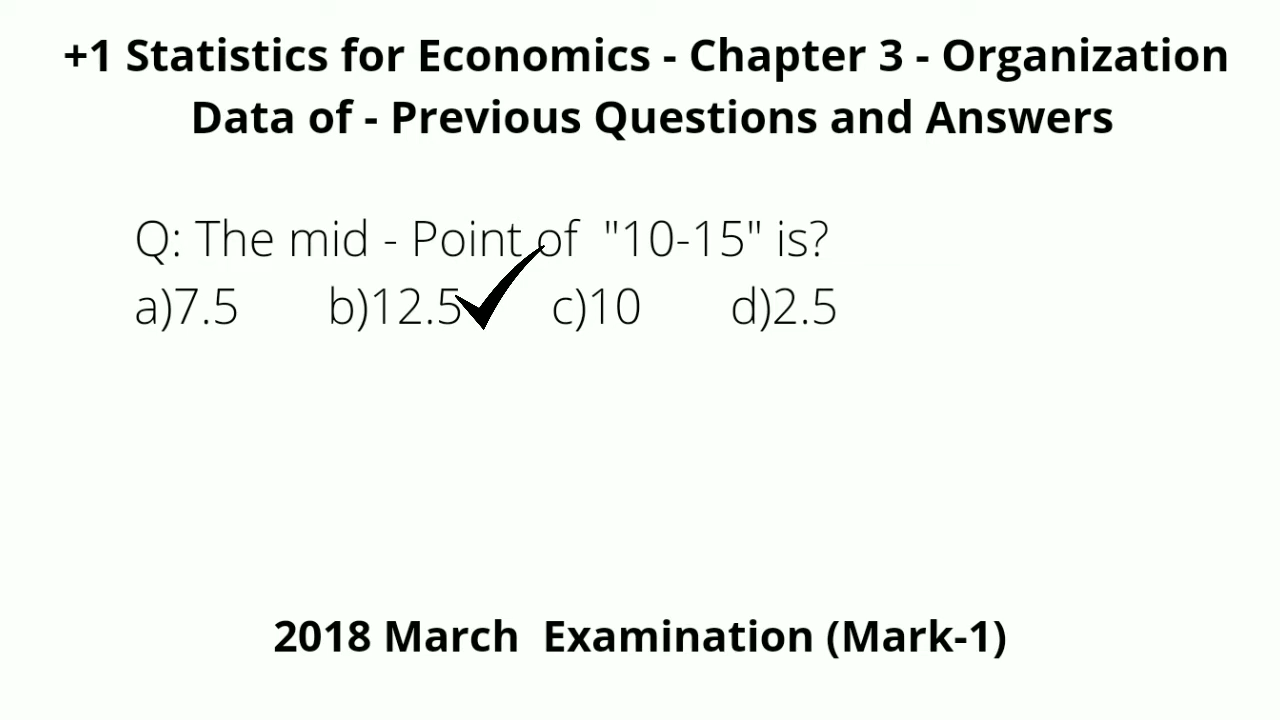 +1 Statistics for Economics - Chapter 3 - Organization
Data of - Previous Questions and Answers
Q: The mid - Point of "10-15" is?
a)7.5 b)12.5 c)10 d)2.5
2018 March Examination (Mark-1)